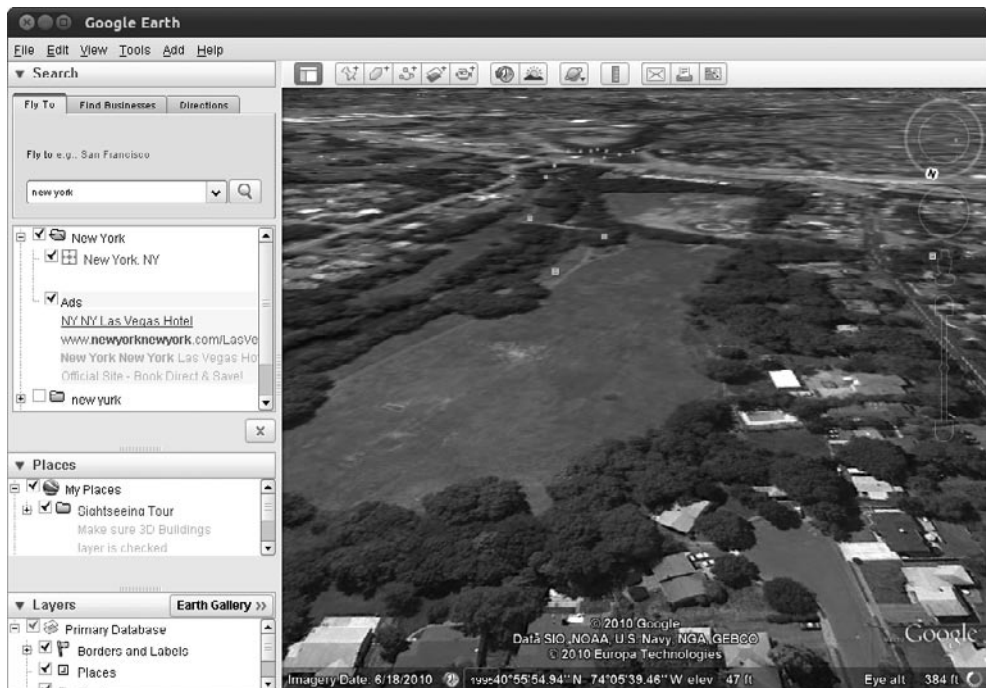 Google Earth
File Edit View Tools Add Help
Search
Fly To Find Businesses Directions
Fly to e.g., San Francisco
new york
New York
New York, NY
Ads
NY NY Las Vegas Hotel
www.newyorknewyork.com/LasVe
New York New York Las Vegas Ho
Official Site - Book Direct & Save!
new yurk
Places
My Places
Sightseeing Tour
Make sure 3D Buildings
layer is checked
Layers Earth Gallery >>
Primary Database
Borders and Labels
Places
N
© 2010 Google
Data SIO, NOAA, U.S. Navy, NGA, GEBCO
© 2010 Europa Technologies
Google
Imagery Date: 6/18/2010 1995 40°55'54.94" N 74°05'39.46" W elev 47 ft Eye alt 384 ft